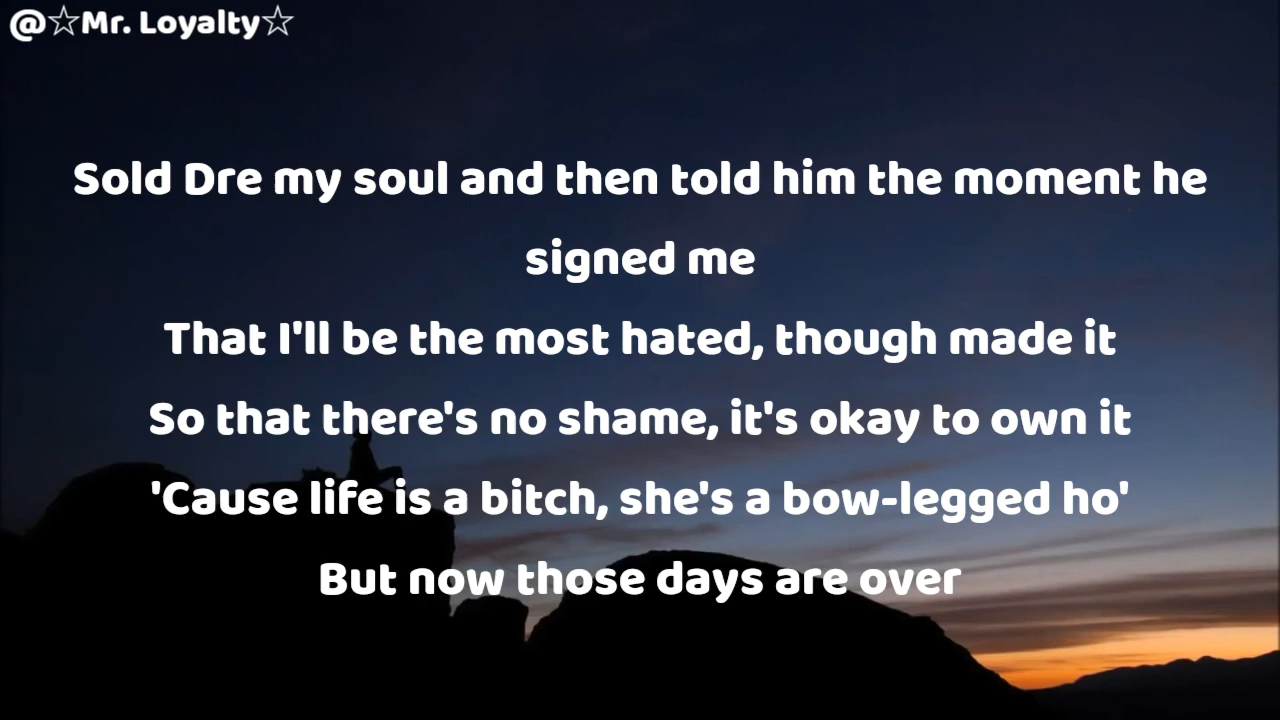 @☆Mr. Loyalty☆
Sold Dre my soul and then told him the moment he
signed me
That I'll be the most hated, though made it
So that there's no shame, it's okay to own it
'Cause life is a bitch, she's a bow-legged ho'
But now those days are over